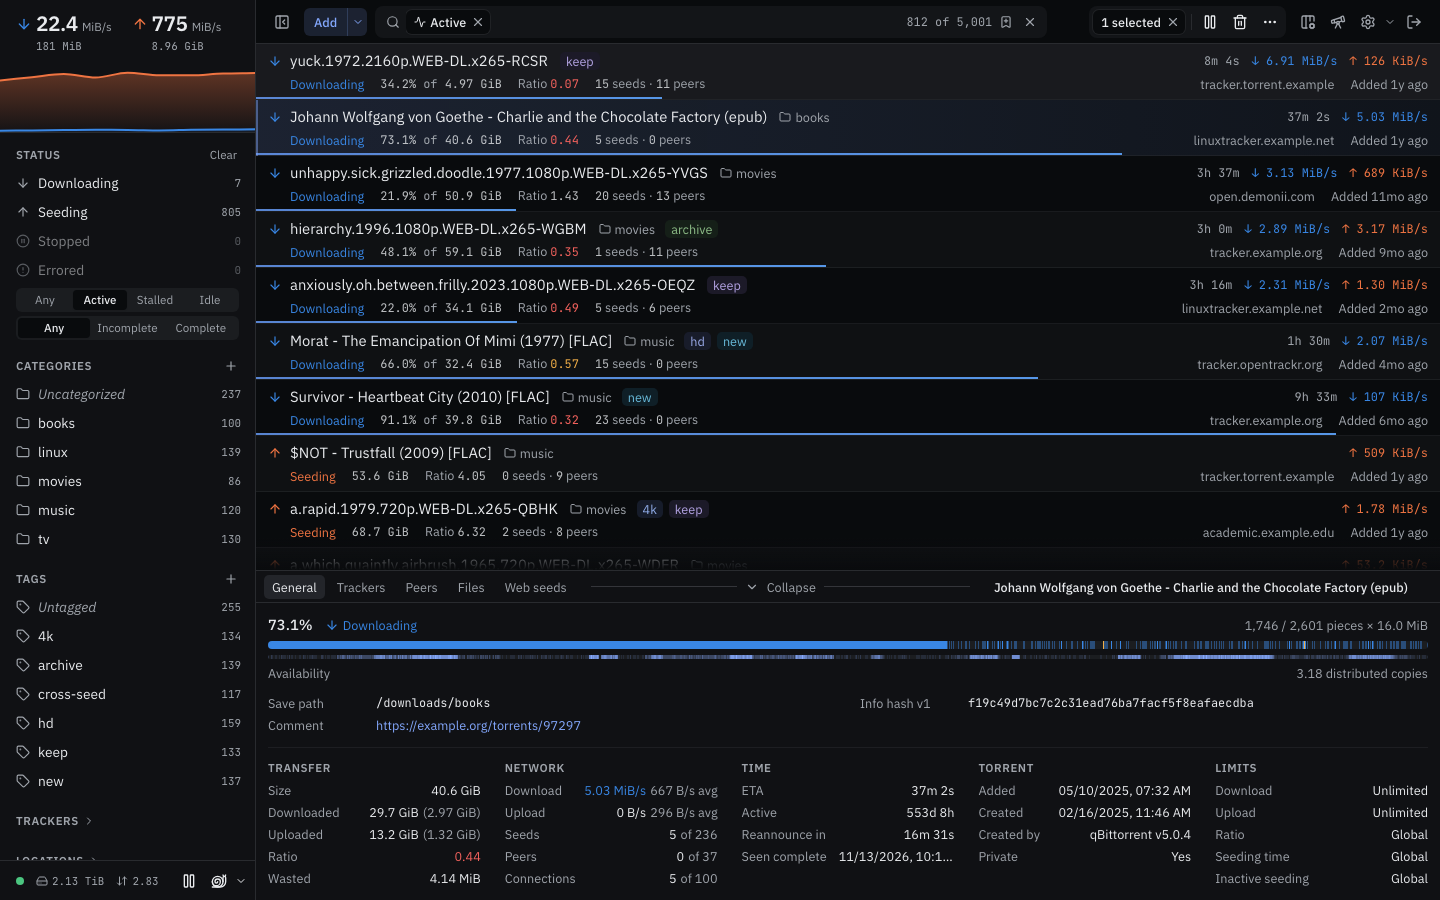 22.4 MiB/s 775 MiB/s
181 MiB 8.96 GiB
STATUS Clear
Downloading 7
Seeding 805
Stopped 0
Errored 0
Any Active Stalled Idle
Any Incomplete Complete
CATEGORIES
Uncategorized 237
books 100
linux 139
movies 86
music 120
tv 130
TAGS
Untagged 255
4k 134
archive 139
cross-seed 117
hd 159
keep 133
new 137
TRACKERS
LOCATIONS
2.13 TiB 2.83
Add Active 812 of 5,001 1 selected
yuck.1972.2160p.WEB-DL.x265-RCSR keep 8m 4s 6.91 MiB/s 126 KiB/s
Downloading 34.2% of 4.97 GiB Ratio 0.07 15 seeds · 11 peers tracker.torrent.example Added 1y ago
Johann Wolfgang von Goethe - Charlie and the Chocolate Factory (epub) books 37m 2s 5.03 MiB/s
Downloading 73.1% of 40.6 GiB Ratio 0.44 5 seeds · 0 peers linuxtracker.example.net Added 1y ago
unhappy.sick.grizzled.doodle.1977.1080p.WEB-DL.x265-YVGS movies 3h 37m 3.13 MiB/s 689 KiB/s
Downloading 21.9% of 50.9 GiB Ratio 1.43 20 seeds · 13 peers open.demonii.com Added 11mo ago
hierarchy.1996.1080p.WEB-DL.x265-WGBM movies archive 3h 0m 2.89 MiB/s 3.17 MiB/s
Downloading 48.1% of 59.1 GiB Ratio 0.35 1 seeds · 11 peers tracker.example.org Added 9mo ago
anxiously.oh.between.frilly.2023.1080p.WEB-DL.x265-OEQZ keep 3h 16m 2.31 MiB/s 1.30 MiB/s
Downloading 22.0% of 34.1 GiB Ratio 0.49 5 seeds · 6 peers linuxtracker.example.net Added 2mo ago
Morat - The Emancipation Of Mimi (1977) [FLAC] music hd new 1h 30m 2.07 MiB/s
Downloading 66.0% of 32.4 GiB Ratio 0.57 15 seeds · 0 peers tracker.opentrackr.org Added 4mo ago
Survivor - Heartbeat City (2010) [FLAC] music new 9h 33m 107 KiB/s
Downloading 91.1% of 39.8 GiB Ratio 0.32 23 seeds · 0 peers tracker.example.org Added 6mo ago
$NOT - Trustfall (2009) [FLAC] music 509 KiB/s
Seeding 53.6 GiB Ratio 4.05 0 seeds · 9 peers tracker.torrent.example Added 1y ago
a.rapid.1979.720p.WEB-DL.x265-QBHK movies 4k keep 1.78 MiB/s
Seeding 68.7 GiB Ratio 6.32 2 seeds · 8 peers academic.example.edu Added 1y ago
a.which.quaintly.airbrush.1965.720p.WEB-DL.x265-WDER movies 53.2 KiB/s
General Trackers Peers Files Web seeds Collapse Johann Wolfgang von Goethe - Charlie and the Chocolate Factory (epub)
73.1% Downloading 1,746 / 2,601 pieces × 16.0 MiB
Availability 3.18 distributed copies
Save path /downloads/books Info hash v1 f19c49d7bc7c2c31ead76ba7facf5f8eafaecdba
Comment https://example.org/torrents/97297
TRANSFER NETWORK TIME TORRENT LIMITS
Size 40.6 GiB Download 5.03 MiB/s 667 B/s avg ETA 37m 2s Added 05/10/2025, 07:32 AM Download Unlimited
Downloaded 29.7 GiB (2.97 GiB) Upload 0 B/s 296 B/s avg Active 553d 8h Created 02/16/2025, 11:46 AM Upload Unlimited
Uploaded 13.2 GiB (1.32 GiB) Seeds 5 of 236 Reannounce in 16m 31s Created by qBittorrent v5.0.4 Ratio Global
Ratio 0.44 Peers 0 of 37 Seen complete 11/13/2026, 10:1... Private Yes Seeding time Global
Wasted 4.14 MiB Connections 5 of 100 Inactive seeding Global